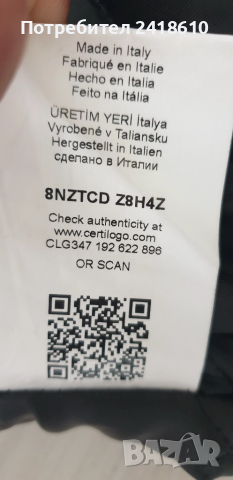 Потребител 2418610
Made in Italy
Fabriqué en Italie
Hecho en Italia
Feito na Itália
ÜRETİM YERİ İtalya
Vyrobené v Taliansku
Hergestellt in Italien
сделано в Италии
8NZTCD Z8H4Z
Check authenticity at
www.certilogo.com
CLG347 192 622 896
OR SCAN
БАZАР